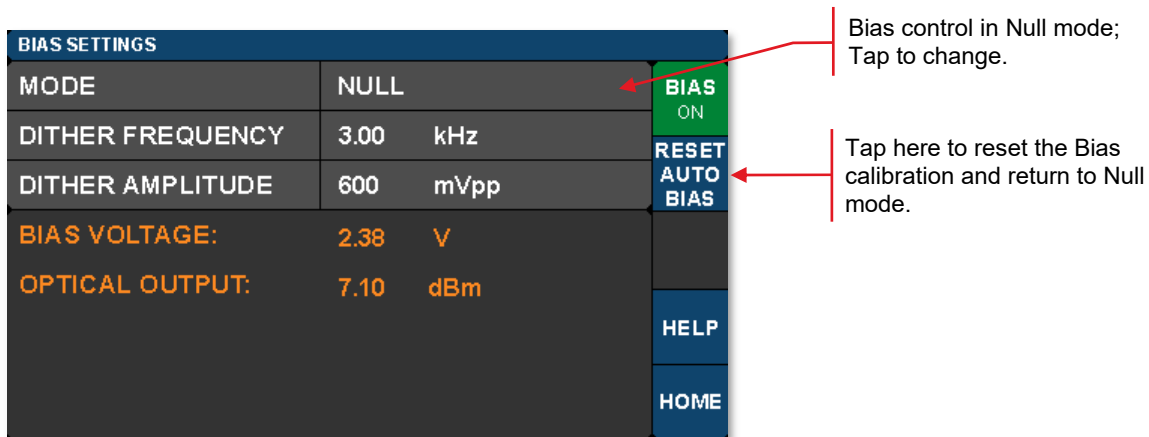 BIAS SETTINGS
MODE NULL
DITHER FREQUENCY 3.00 kHz
DITHER AMPLITUDE 600 mVpp
BIAS VOLTAGE: 2.38 V
OPTICAL OUTPUT: 7.10 dBm
BIAS
ON
RESET
AUTO
BIAS
HELP
HOME
Bias control in Null mode;
Tap to change.
Tap here to reset the Bias
calibration and return to Null
mode.